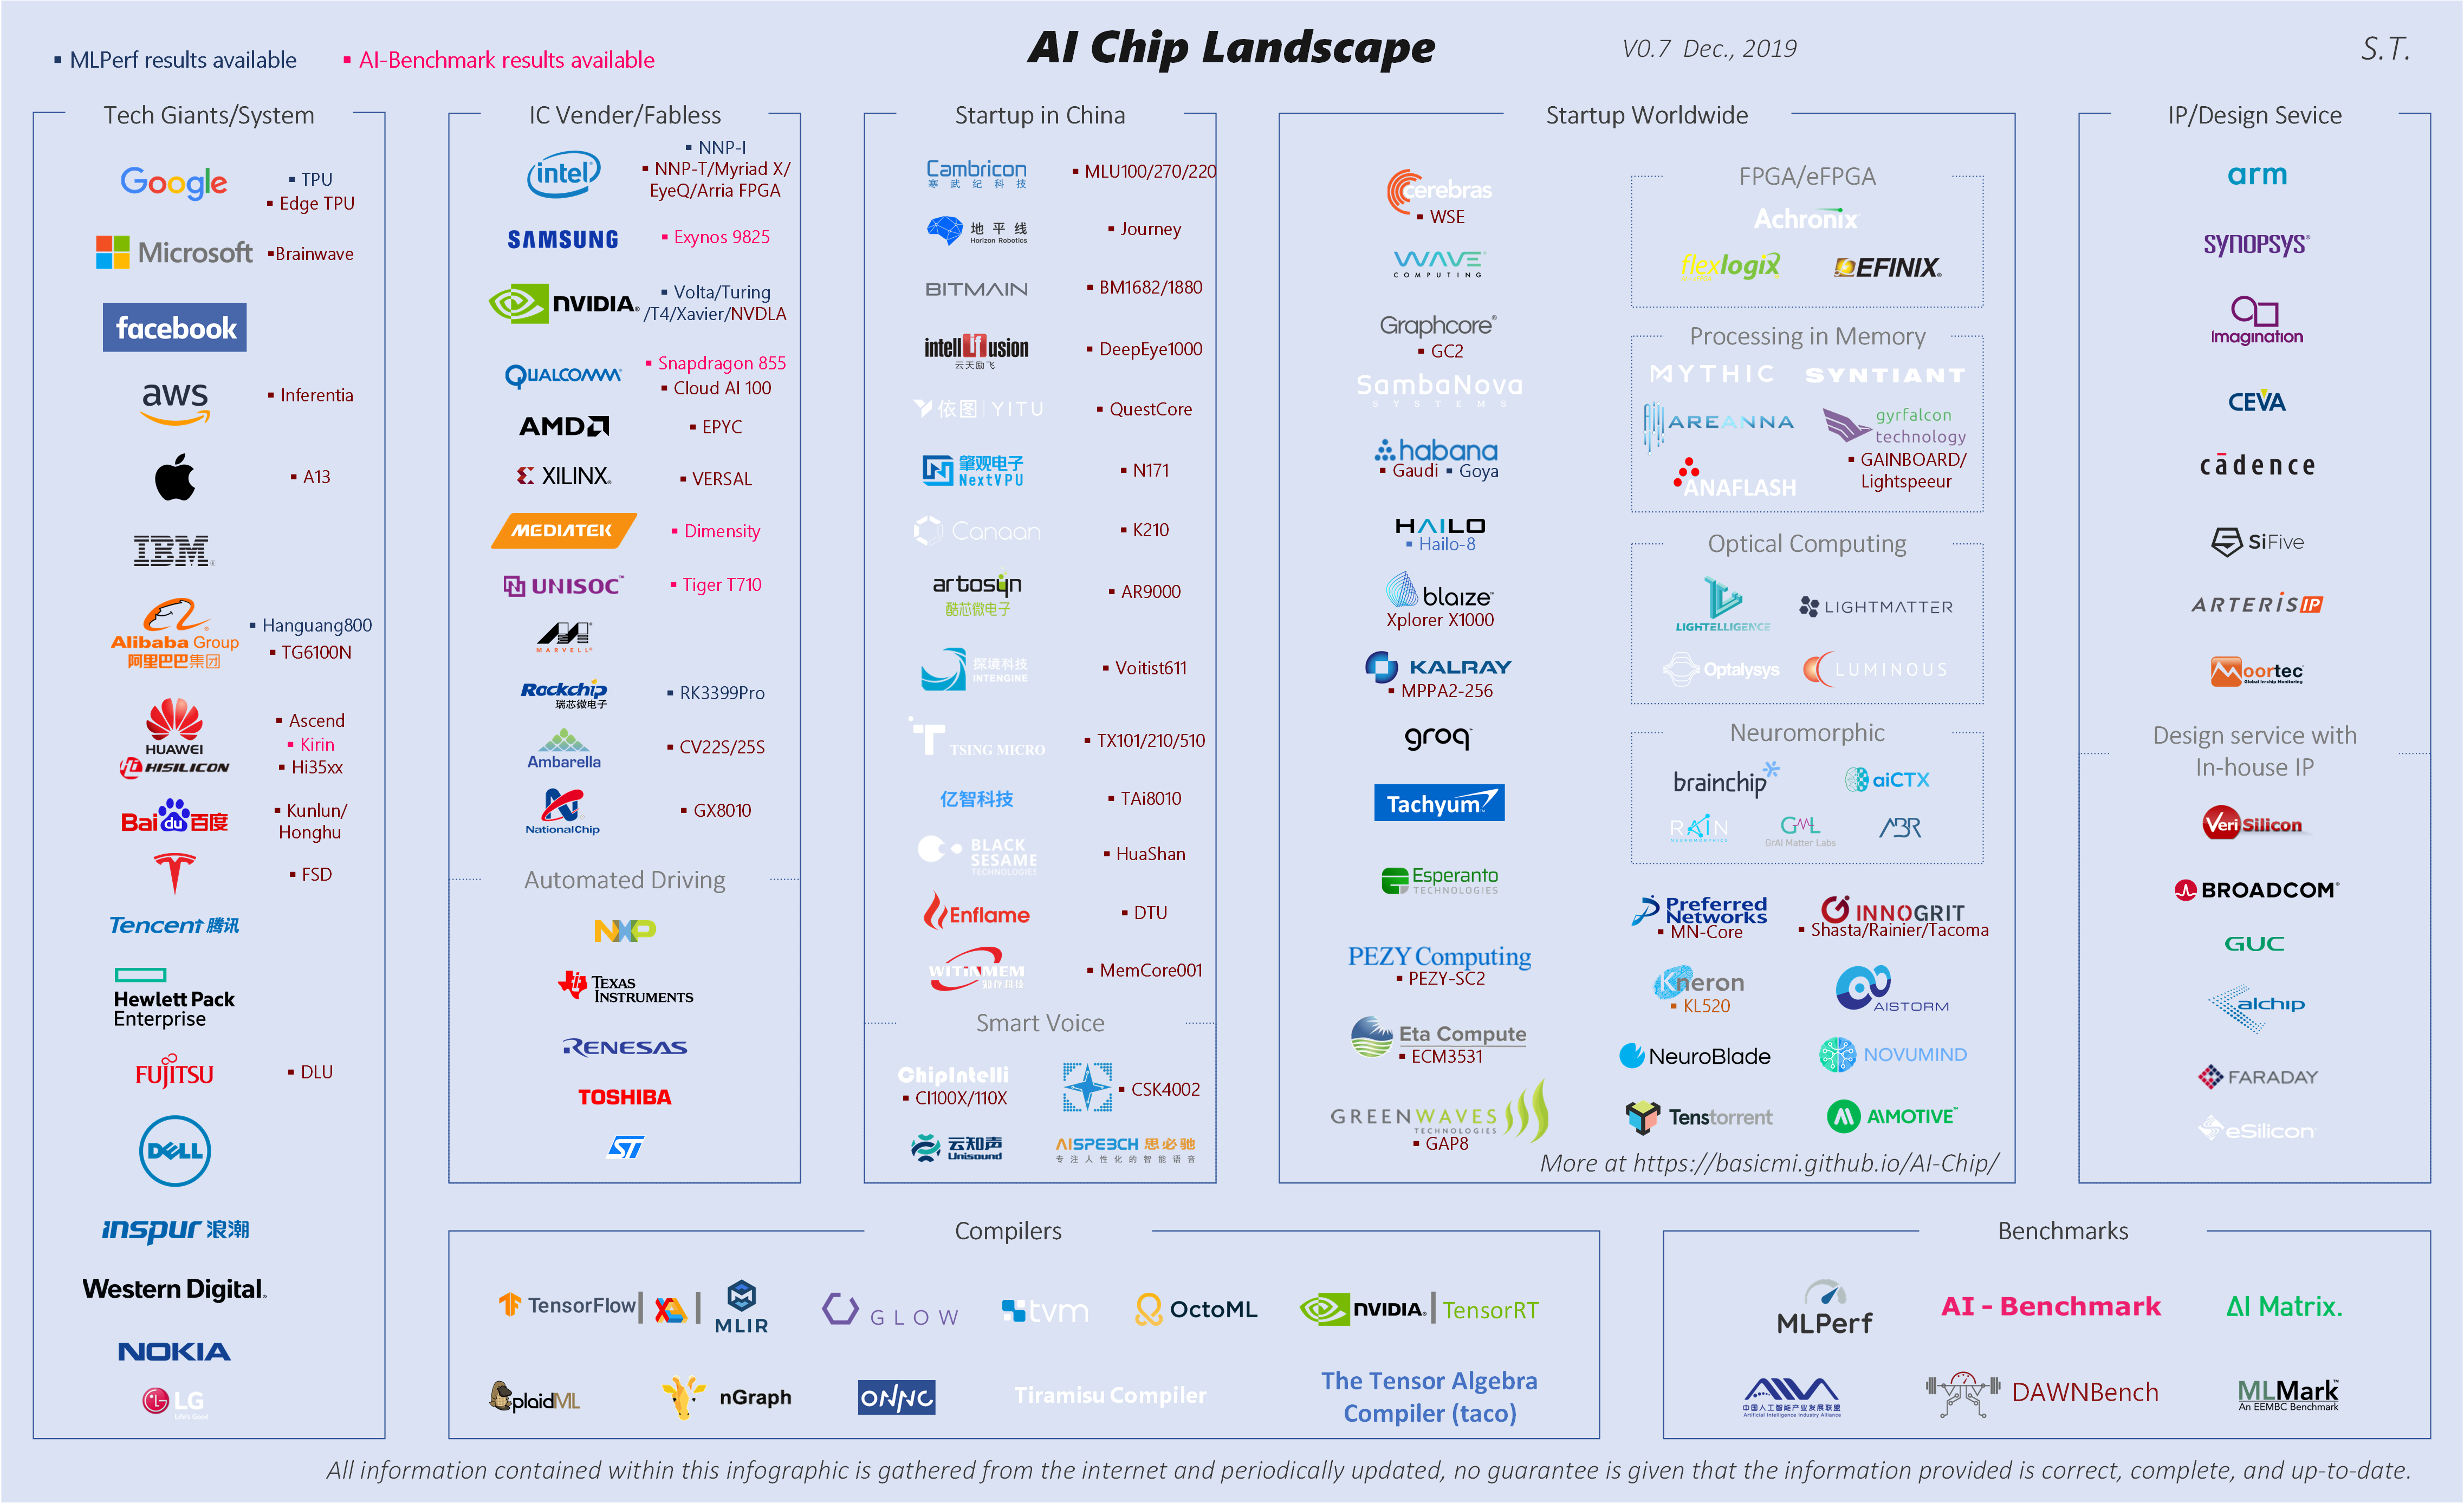 AI Chip Landscape
V0.7 Dec., 2019
S.T.
▪ MLPerf results available
▪ AI-Benchmark results available
Tech Giants/System
Google
▪ TPU
▪ Edge TPU
Microsoft
▪Brainwave
facebook
aws
▪ Inferentia
▪ A13
IBM
Alibaba Group
阿里巴巴集团
▪ Hanguang800
▪ TG6100N
HUAWEI
HISILICON
▪ Ascend
▪ Kirin
▪ Hi35xx
Bai du 百度
▪ Kunlun/
Honghu
▪ FSD
Tencent 腾讯
Hewlett Pack
Enterprise
FUJITSU
▪ DLU
DELL
inspur 浪潮
Western Digital.
NOKIA
LG
Life's Good
IC Vender/Fabless
intel
▪ NNP-I
▪ NNP-T/Myriad X/
EyeQ/Arria FPGA
SAMSUNG
▪ Exynos 9825
NVIDIA.
▪ Volta/Turing
/T4/Xavier/NVDLA
QUALCOMM
▪ Snapdragon 855
▪ Cloud AI 100
AMD
▪ EPYC
XILINX
▪ VERSAL
MEDIATEK
▪ Dimensity
UNISOC™
▪ Tiger T710
MARVELL
Rockchip
瑞芯微电子
▪ RK3399Pro
Ambarella
▪ CV22S/25S
NationalChip
▪ GX8010
Automated Driving
NXP
TEXAS
INSTRUMENTS
RENESAS
TOSHIBA
ST
Startup in China
Cambricon
寒武纪科技
▪ MLU100/270/220
地平线
Horizon Robotics
▪ Journey
BITMAIN
▪ BM1682/1880
intellifusion
云天励飞
▪ DeepEye1000
依图|YITU
▪ QuestCore
肇观电子
NextVPU
▪ N171
Canaan
▪ K210
artosyn
酷芯微电子
▪ AR9000
探境科技
INTENGINE
▪ Voitist611
TSING MICRO
▪ TX101/210/510
亿智科技
▪ TAi8010
BLACK
SESAME
TECHNOLOGIES
▪ HuaShan
Enflame
▪ DTU
WITINMEM
知存科技
▪ MemCore001
Smart Voice
ChipIntelli
▪ CI100X/110X
▪ CSK4002
云知声
Unisound
AISPEECH 思必驰
专注人性化的智能语音
Startup Worldwide
cerebras
▪ WSE
WAVE
COMPUTING
Graphcore
▪ GC2
SambaNova
SYSTEMS
habana
▪ Gaudi ▪ Goya
HAILO
▪ Hailo-8
blaize™
Xplorer X1000
KALRAY
▪ MPPA2-256
groq
Tachyum
Esperanto
TECHNOLOGIES
PEZY Computing
▪ PEZY-SC2
Eta Compute
▪ ECM3531
GREENWAVES
TECHNOLOGIES
▪ GAP8
FPGA/eFPGA
Achronix
flexlogix
EFINIX
Processing in Memory
MYTHIC
SYNTIANT
AREANNA
gyrfalcon
technology
▪ GAINBOARD/
Lightspeeur
ANAFLASH
Optical Computing
LIGHTELLIGENCE
LIGHTMATTER
Optalysys
LUMINOUS
Neuromorphic
brainchip
aiCTX
RAIN
NEUROMORPHICS
GML
GrAI Matter Labs
ABR
Preferred
Networks
▪ MN-Core
INNOGRIT
▪ Shasta/Rainier/Tacoma
Kneron
▪ KL520
AISTORM
NeuroBlade
NOVUMIND
Tenstorrent
AIMOTIVE™
More at https://basicmi.github.io/AI-Chip/
IP/Design Sevice
arm
SYNOPSYS
Imagination
CEVA
cādence
SiFive
ARTERIS IP
Moortec
Global In-chip Monitoring
Design service with
In-house IP
VeriSilicon
BROADCOM
GUC
alchip
FARADAY
eSilicon
Compilers
TensorFlow
XLA
MLIR
GLOW
tvm
OctoML
NVIDIA. | TensorRT
plaidML
nGraph
ONNC
Tiramisu Compiler
The Tensor Algebra
Compiler (taco)
Benchmarks
MLPerf
AI - Benchmark
AI Matrix.
中国人工智能产业发展联盟
Artificial Intelligence Industry Alliance
DAWNBench
MLMark™
An EEMBC Benchmark
All information contained within this infographic is gathered from the internet and periodically updated, no guarantee is given that the information provided is correct, complete, and up-to-date.